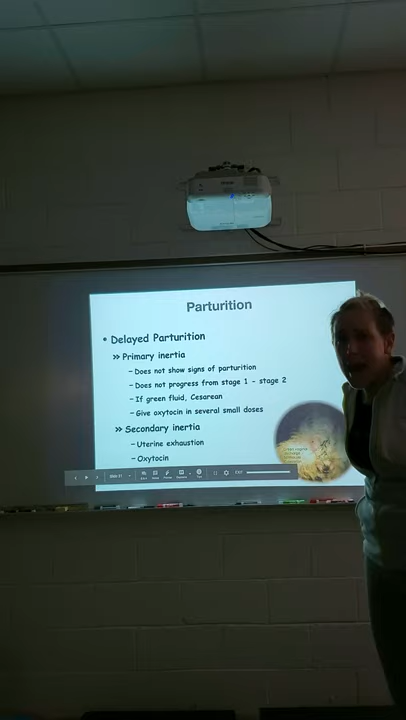 Parturition
• Delayed Parturition
» Primary inertia
– Does not show signs of parturition
– Does not progress from stage 1 - stage 2
– If green fluid, Cesarean
– Give oxytocin in several small doses
» Secondary inertia
– Uterine exhaustion
– Oxytocin
EXIT